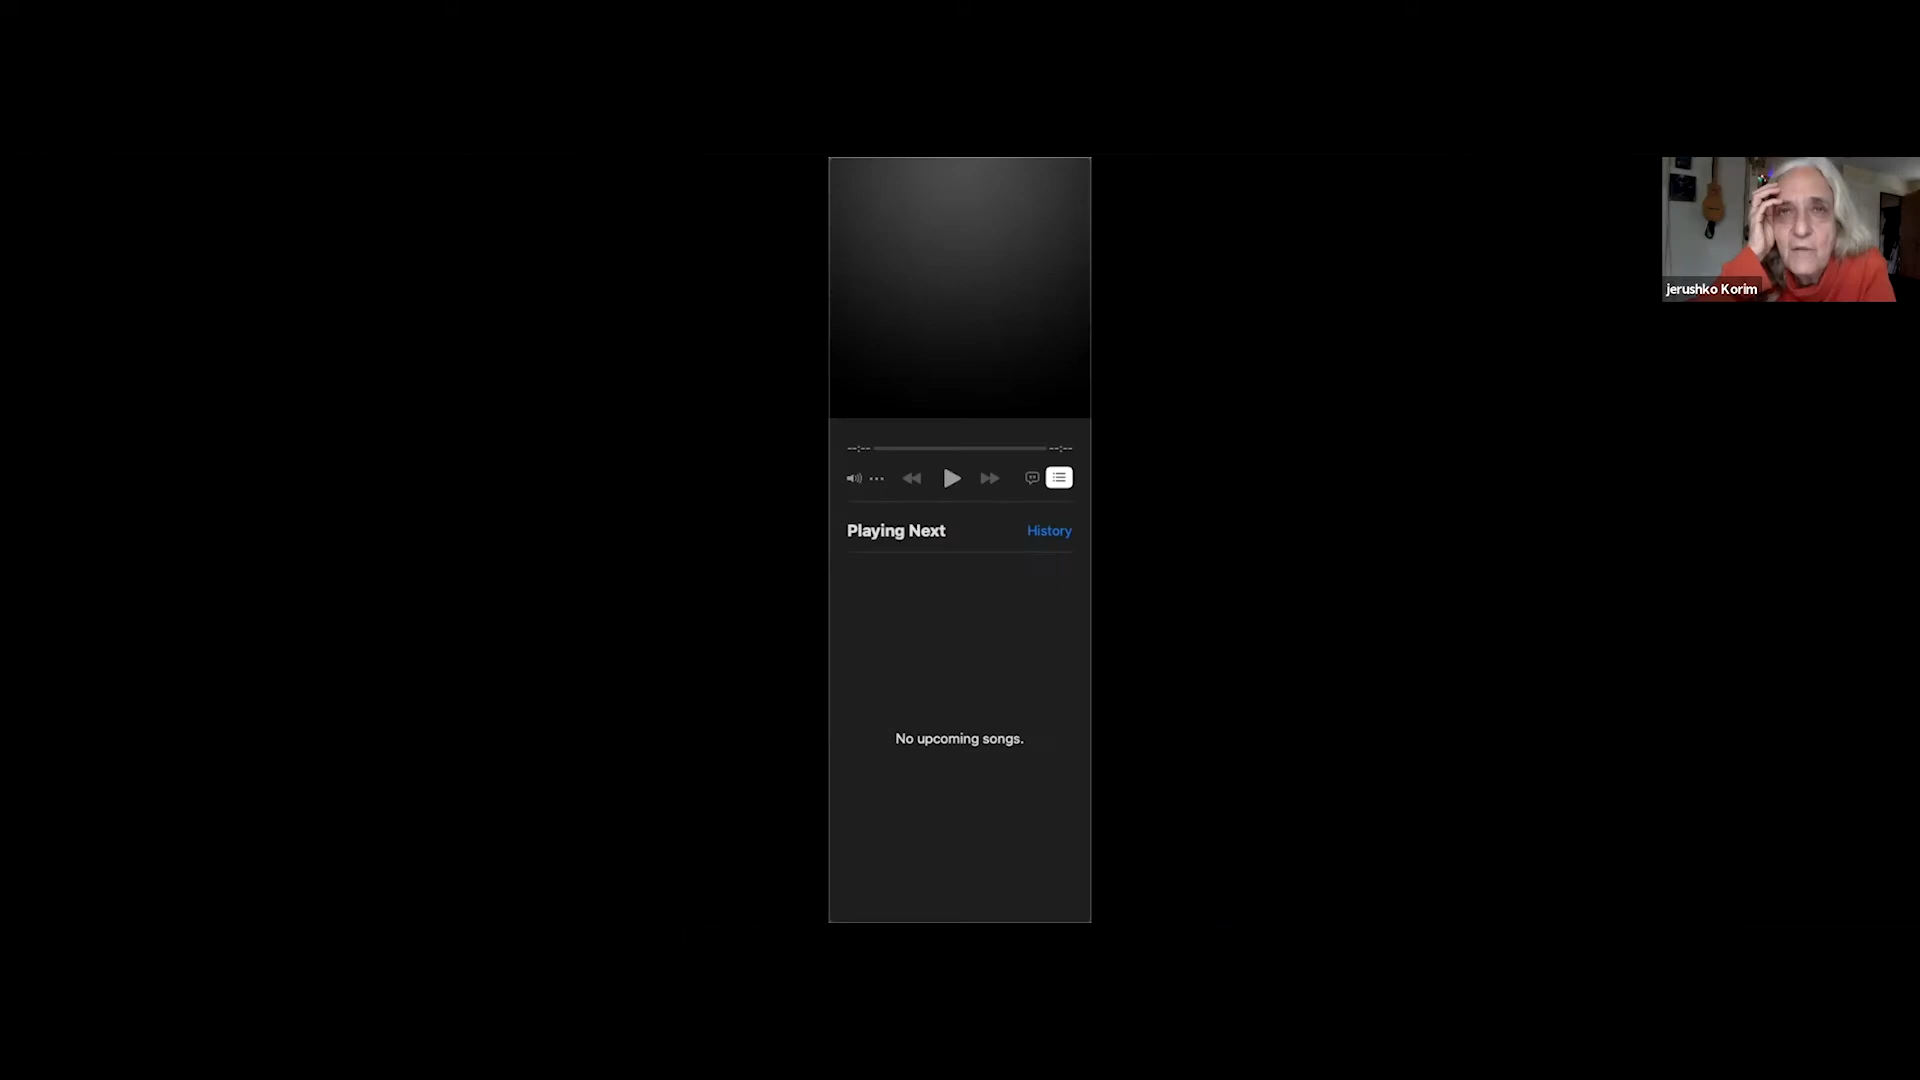 jerushko Korim
--:-- --:--
Playing Next History
No upcoming songs.